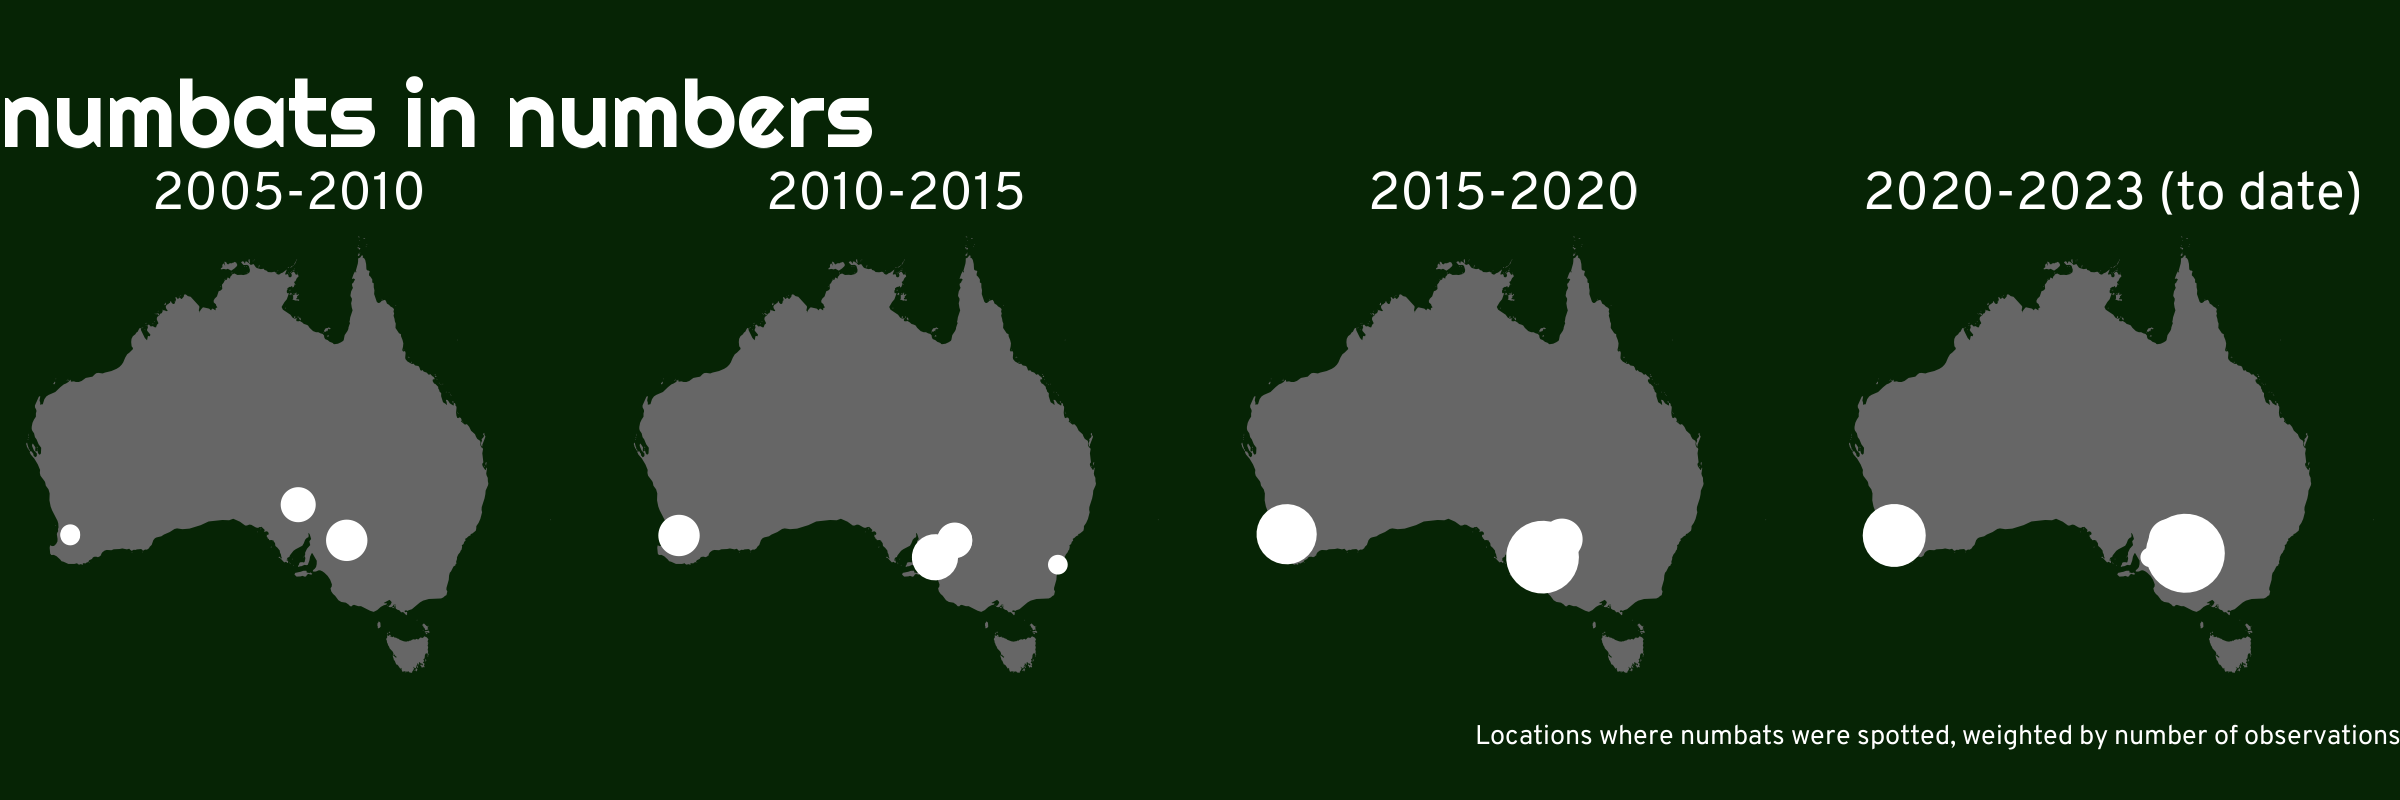 numbats in numbers
2005-2010
2010-2015
2015-2020
2020-2023 (to date)
Locations where numbats were spotted, weighted by number of observations